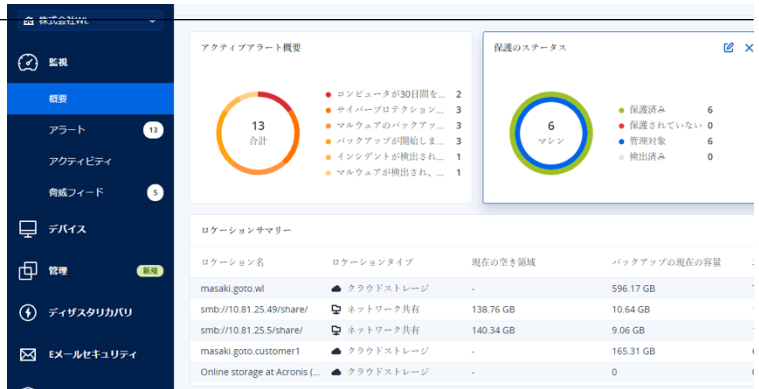 株式会社WL
監視
概要
アラート 13
アクティビティ
脅威フィード 5
デバイス
管理 新規
ディザスタリカバリ
Eメールセキュリティ
アクティブアラート概要
13
合計
コンピュータが30日間を... 2
サイバープロテクション... 3
マルウェアのバックアッ... 3
バックアップが開始しま... 3
インシデントが検出され... 1
マルウェアが検出され、... 1
保護のステータス
6
マシン
保護済み 6
保護されていない 0
管理対象 6
検出済み 0
ロケーションサマリー
ロケーション名 ロケーションタイプ 現在の空き領域 バックアップの現在の容量
masaki.goto.wl クラウドストレージ - 596.17 GB
smb://10.81.25.49/share/ ネットワーク共有 138.76 GB 10.64 GB
smb://10.81.25.5/share/ ネットワーク共有 140.34 GB 9.06 GB
masaki.goto.customer1 クラウドストレージ - 165.31 GB
Online storage at Acronis (... クラウドストレージ - 0